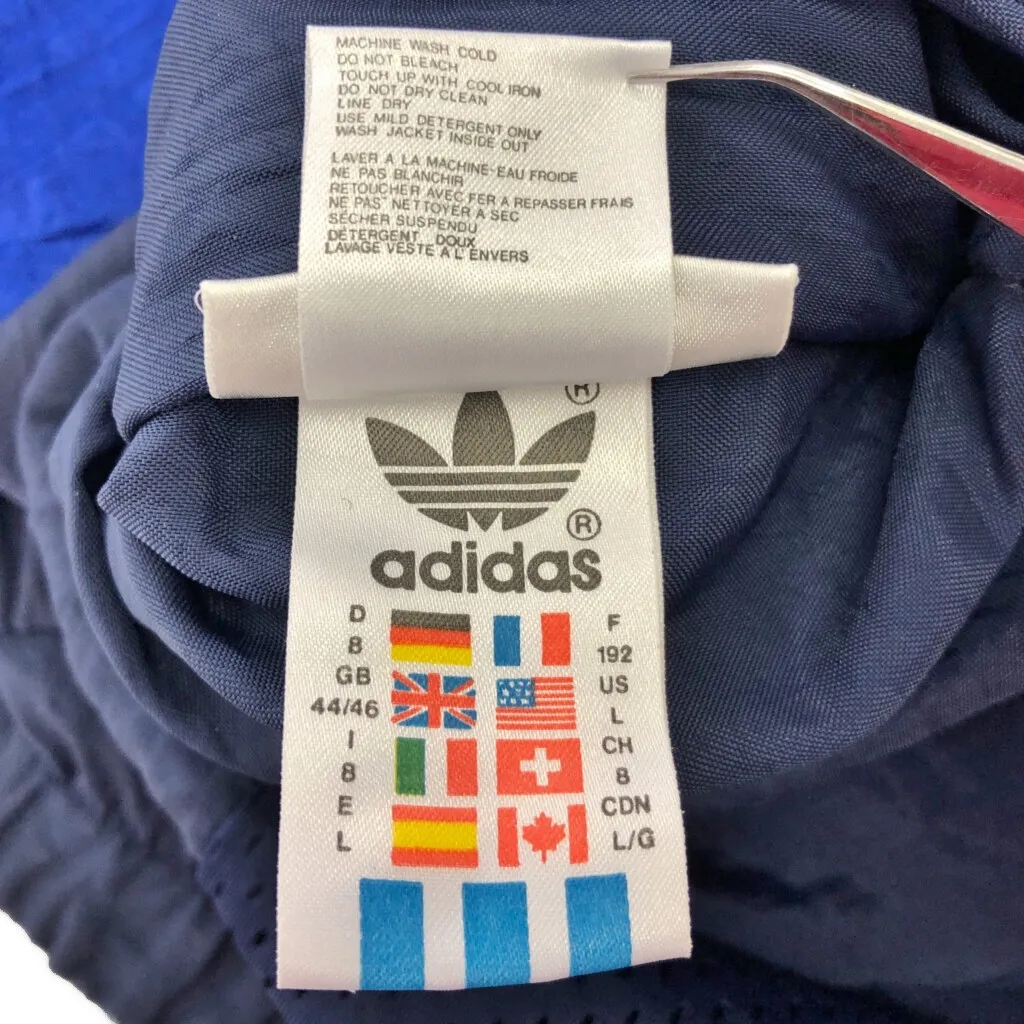 MACHINE WASH COLD
DO NOT BLEACH
TOUCH UP WITH COOL IRON
DO NOT DRY CLEAN
LINE DRY
USE MILD DETERGENT ONLY
WASH JACKET INSIDE OUT
LAVER A LA MACHINE-EAU FROIDE
NE PAS BLANCHIR
RETOUCHER AVEC FER A REPASSER FRAIS
NE PAS NETTOYER A SEC
SÉCHER SUSPENDU
DÉTERGENT DOUX
LAVAGE VESTE A L'ENVERS
®
®
adidas
D
8
GB
44/46
I
8
E
L
F
192
US
L
CH
8
CDN
L/G